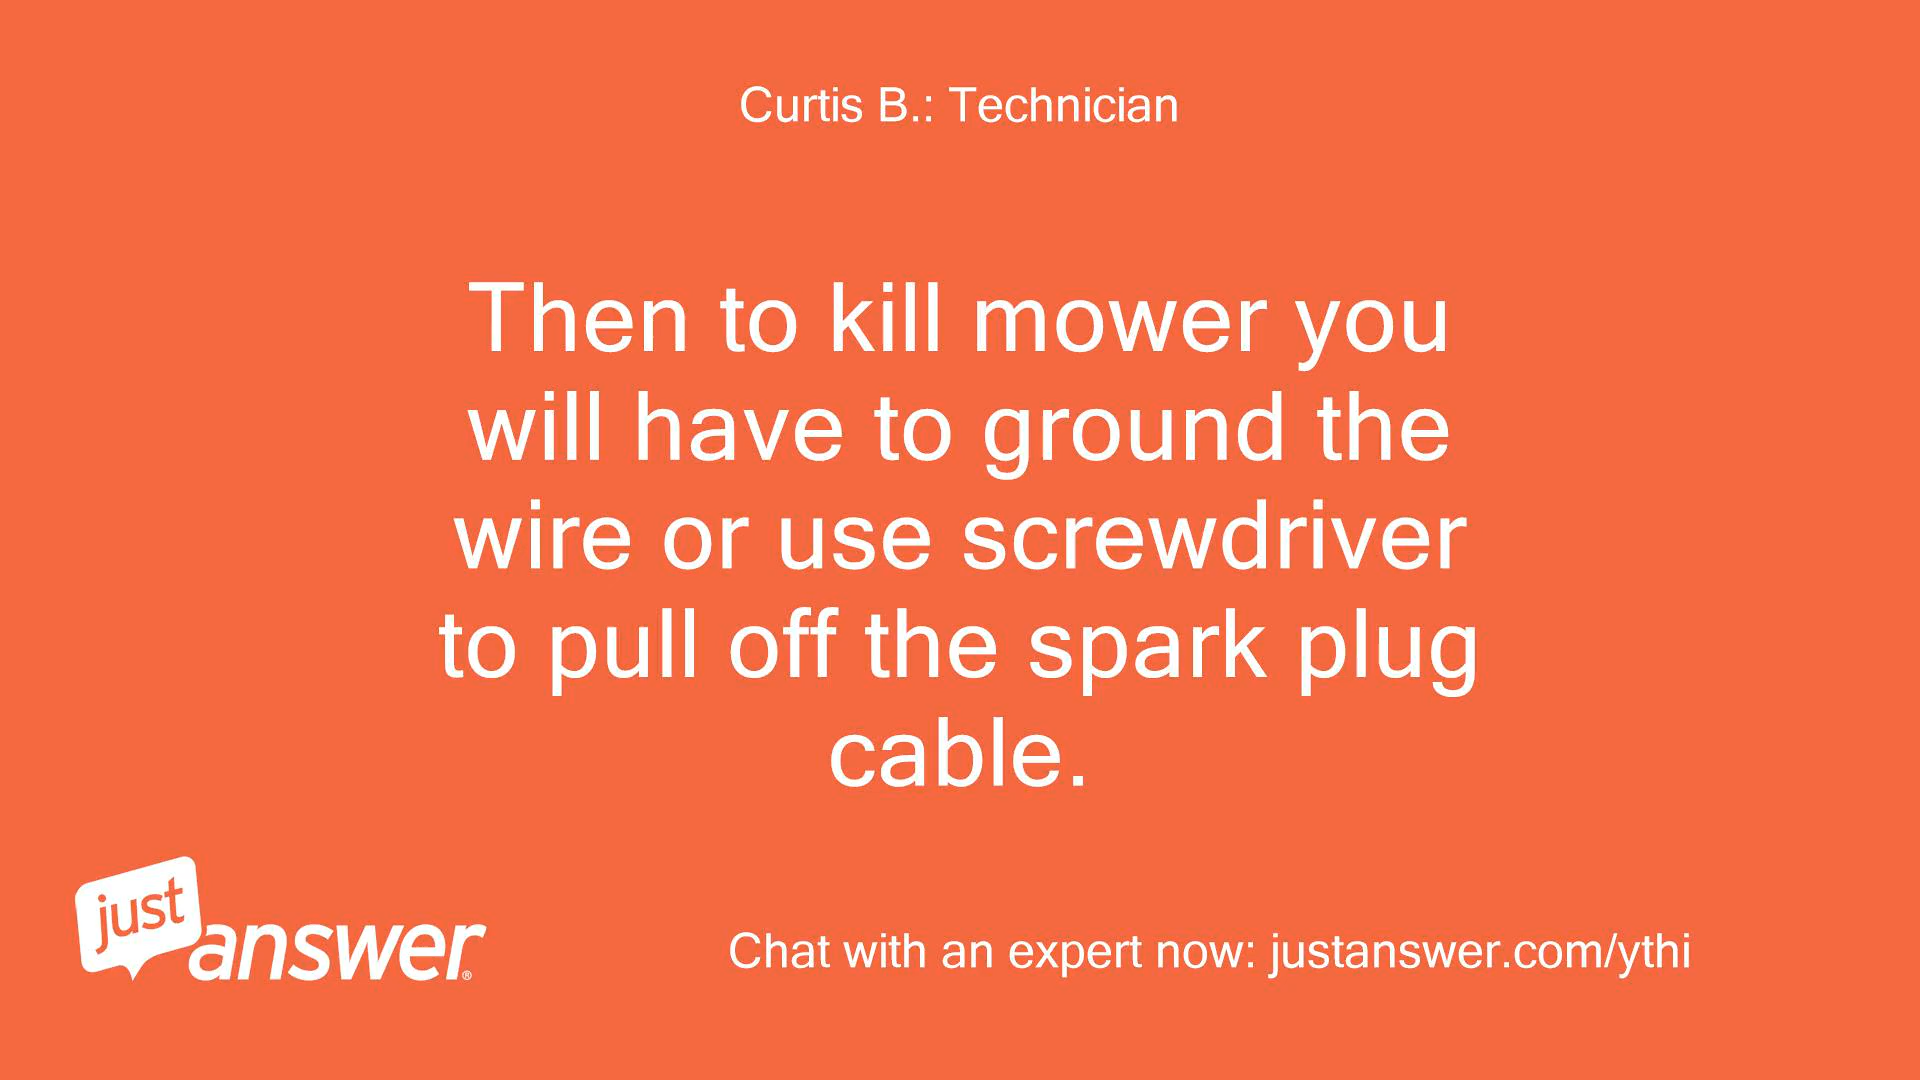 Curtis B.: Technician
Then to kill mower you
will have to ground the
wire or use screwdriver
to pull off the spark plug
cable.
just
answer®
Chat with an expert now: justanswer.com/ythi